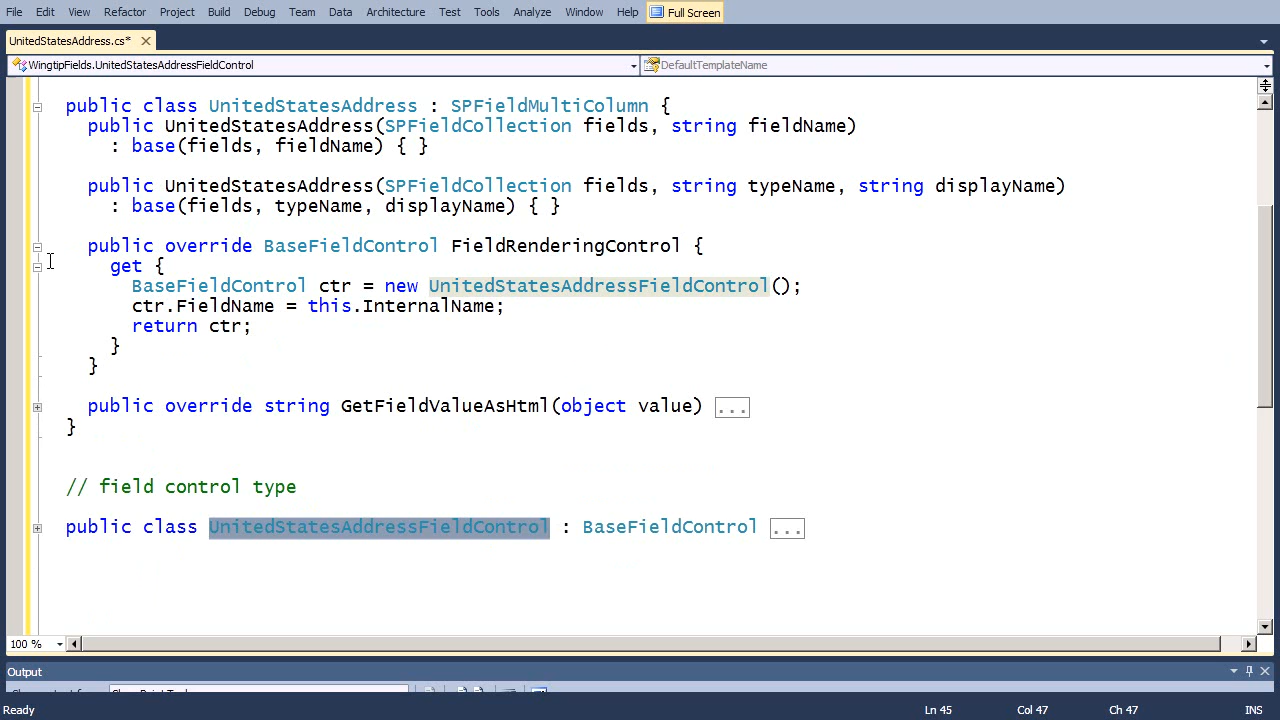 File Edit View Refactor Project Build Debug Team Data Architecture Test Tools Analyze Window Help Full Screen
UnitedStatesAddress.cs*
WingtipFields.UnitedStatesAddressFieldControl DefaultTemplateName
public class UnitedStatesAddress : SPFieldMultiColumn {
public UnitedStatesAddress(SPFieldCollection fields, string fieldName)
: base(fields, fieldName) { }
public UnitedStatesAddress(SPFieldCollection fields, string typeName, string displayName)
: base(fields, typeName, displayName) { }
public override BaseFieldControl FieldRenderingControl {
get {
BaseFieldControl ctr = new UnitedStatesAddressFieldControl();
ctr.FieldName = this.InternalName;
return ctr;
}
}
public override string GetFieldValueAsHtml(object value) ...
}
// field control type
public class UnitedStatesAddressFieldControl : BaseFieldControl ...
100 %
Output
Ready Ln 45 Col 47 Ch 47 INS